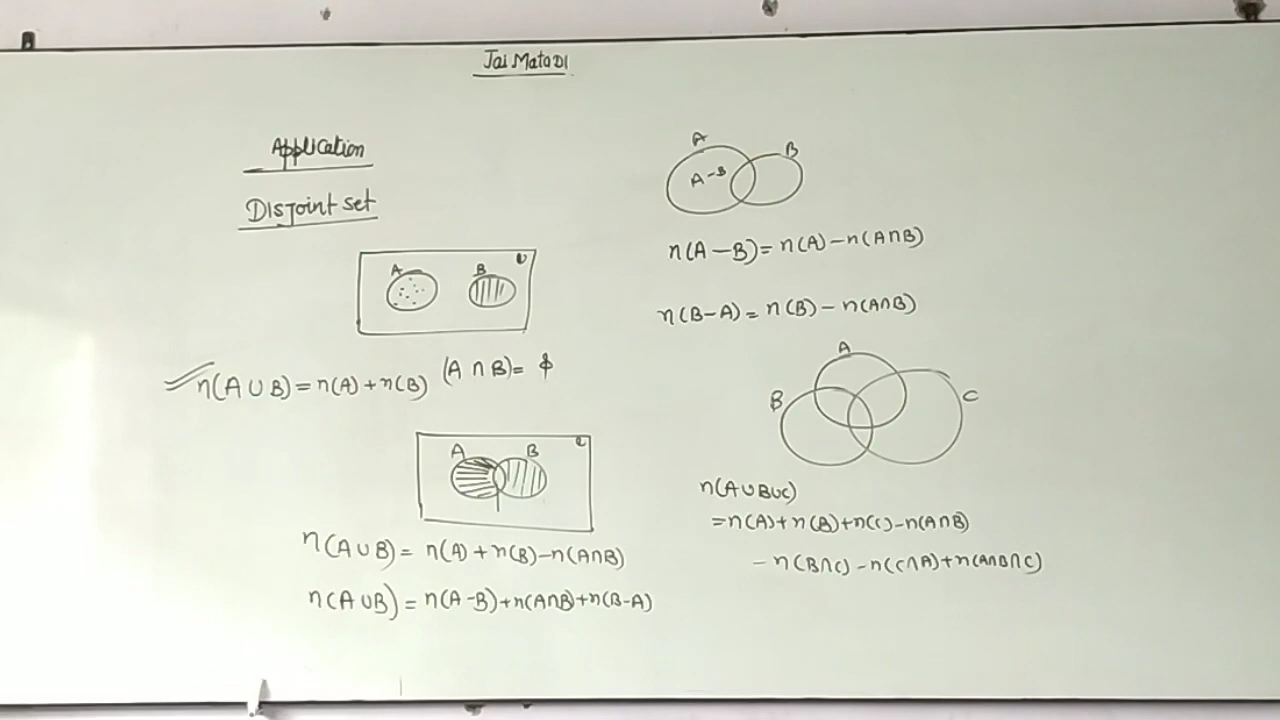 Jai Mata DI
Application
Disjoint set
A B U
n(A ∪ B) = n(A) + n(B) (A ∩ B) = ϕ
A B
n(A ∪ B) = n(A) + n(B) - n(A∩B)
n(A ∪ B) = n(A - B) + n(A∩B) + n(B - A)
A B
A - B
n(A - B) = n(A) - n(A∩B)
n(B - A) = n(B) - n(A∩B)
A
B C
n(A ∪ B ∪ C)
= n(A) + n(B) + n(C) - n(A∩B)
- n(B∩C) - n(C∩A) + n(A∩B∩C)